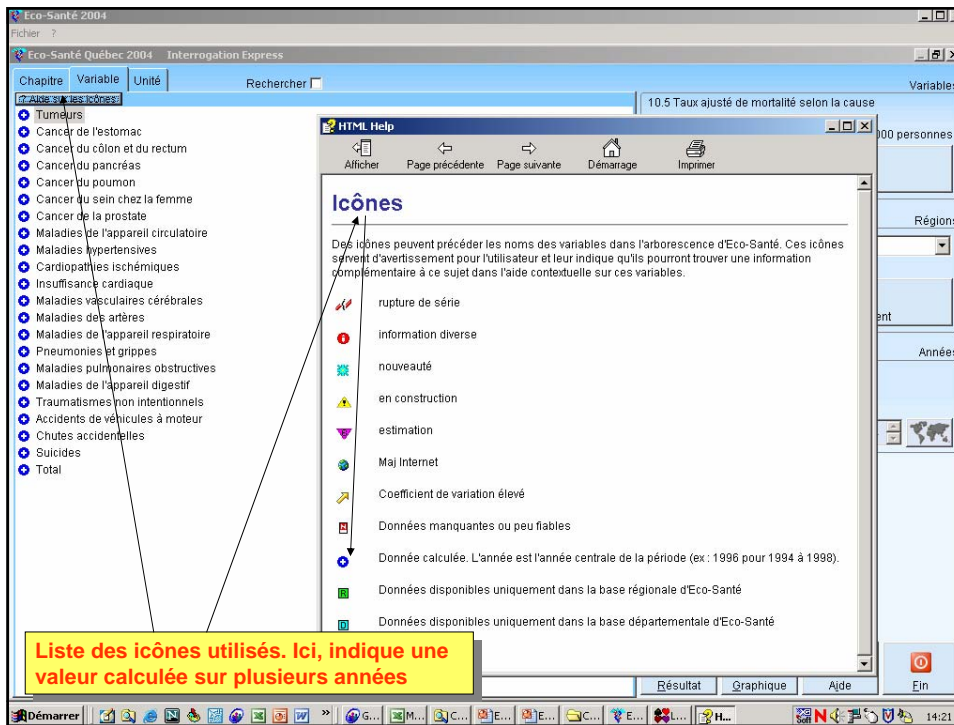 Eco-Santé 2004
Fichier ?
Eco-Santé Québec 2004 Interrogation Express
Chapitre Variable Unité Rechercher Variables
? Aide sur les icônes
10.5 Taux ajusté de mortalité selon la cause
Tumeurs
Cancer de l'estomac
Cancer du côlon et du rectum
Cancer du pancréas
Cancer du poumon
Cancer du sein chez la femme
Cancer de la prostate
Maladies de l'appareil circulatoire
Maladies hypertensives
Cardiopathies ischémiques
Insuffisance cardiaque
Maladies vasculaires cérébrales
Maladies des artères
Maladies de l'appareil respiratoire
Pneumonies et grippes
Maladies pulmonaires obstructives
Maladies de l'appareil digestif
Traumatismes non intentionnels
Accidents de véhicules à moteur
Chutes accidentelles
Suicides
Total
HTML Help
Afficher Page précédente Page suivante Démarrage Imprimer
Icônes
Des icônes peuvent précéder les noms des variables dans l'arborescence d'Eco-Santé. Ces icônes
servent d'avertissement pour l'utilisateur et leur indique qu'ils pourront trouver une information
complémentaire à ce sujet dans l'aide contextuelle sur ces variables.
rupture de série
information diverse
nouveauté
en construction
estimation
Maj Internet
Coefficient de variation élevé
Données manquantes ou peu fiables
Donnée calculée. L'année est l'année centrale de la période (ex : 1996 pour 1994 à 1998).
R Données disponibles uniquement dans la base régionale d'Eco-Santé
D Données disponibles uniquement dans la base départementale d'Eco-Santé
000 personnes
Régions
ent
Années
Liste des icônes utilisés. Ici, indique une
valeur calculée sur plusieurs années
Résultat Graphique Aide Fin
Démarrer » G... M... C... E... E... C... E... L... H... 14:21